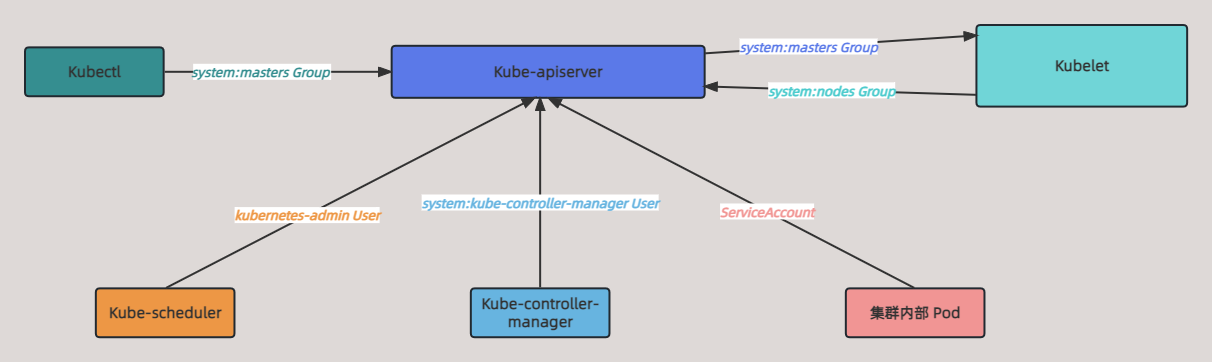 Kubectl
system:masters Group
Kube-apiserver
system:masters Group
system:nodes Group
Kubelet
kubernetes-admin User
system:kube-controller-manager User
ServiceAccount
Kube-scheduler
Kube-controller-
manager
集群内部 Pod